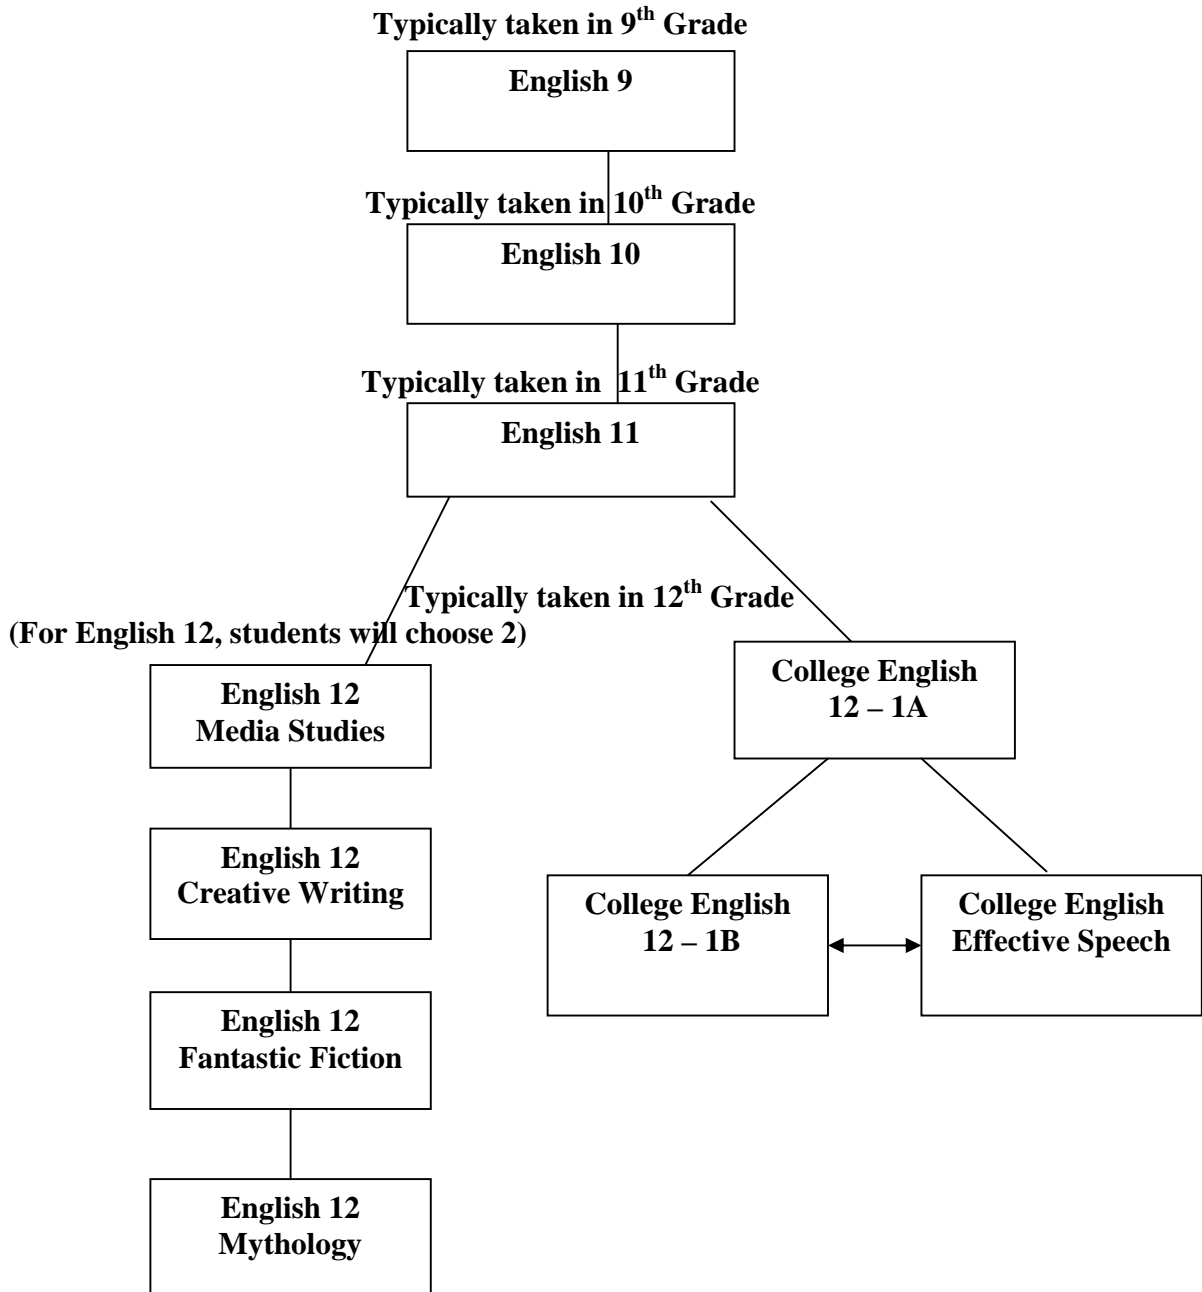 Typically taken in 9th Grade
English 9
Typically taken in 10th Grade
English 10
Typically taken in 11th Grade
English 11
Typically taken in 12th Grade
(For English 12, students will choose 2)
English 12
Media Studies
English 12
Creative Writing
English 12
Fantastic Fiction
English 12
Mythology
College English
12 – 1A
College English
12 – 1B
College English
Effective Speech